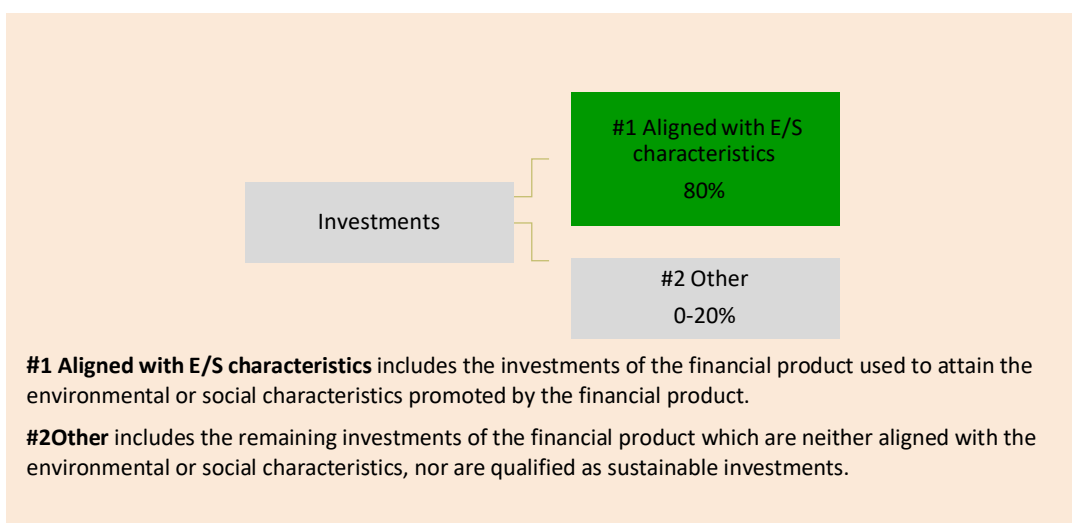 #1 Aligned with E/S
characteristics
80%
Investments
#2 Other
0-20%
#1 Aligned with E/S characteristics includes the investments of the financial product used to attain the
environmental or social characteristics promoted by the financial product.
#2Other includes the remaining investments of the financial product which are neither aligned with the
environmental or social characteristics, nor are qualified as sustainable investments.